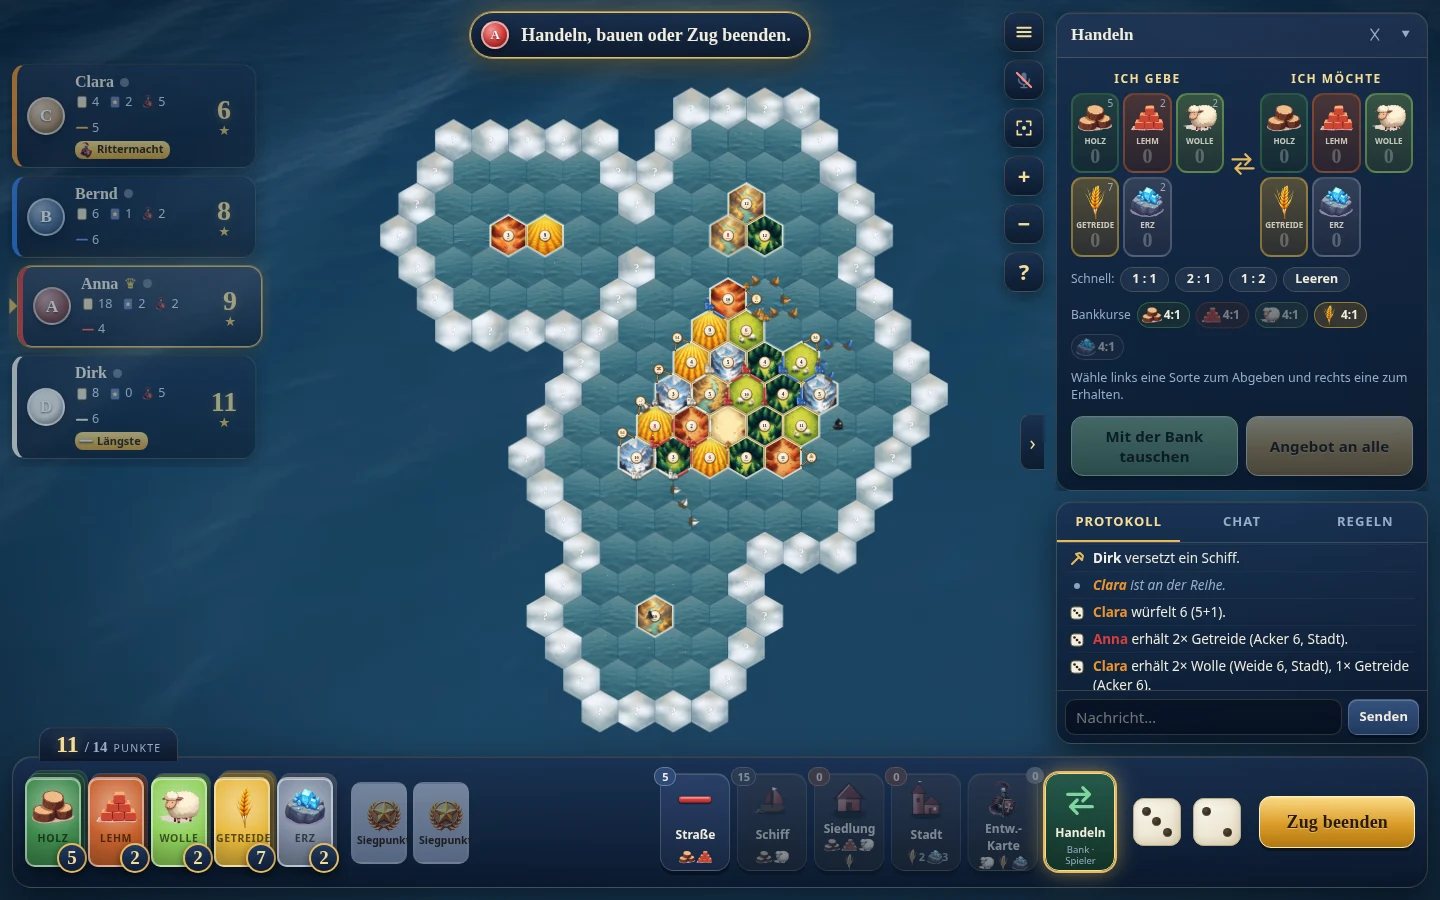 A Handeln, bauen oder Zug beenden.
C Clara
4 2 5
5
6
Rittermacht
B Bernd
6 1 2
6
8
A Anna
18 2 2
4
9
D Dirk
8 0 5
6
11
Längste
Handeln
ICH GEBE
ICH MÖCHTE
5 2 2
HOLZ LEHM WOLLE HOLZ LEHM WOLLE
0 0 0 0 0 0
7 2
GETREIDE ERZ GETREIDE ERZ
0 0 0 0
Schnell: 1 : 1 2 : 1 1 : 2 Leeren
Bankkurse 4:1 4:1 4:1 4:1
4:1
Wähle links eine Sorte zum Abgeben und rechts eine zum
Erhalten.
Mit der Bank
tauschen
Angebot an alle
PROTOKOLL CHAT REGELN
Dirk versetzt ein Schiff.
Clara ist an der Reihe.
Clara würfelt 6 (5+1).
Anna erhält 2× Getreide (Acker 6, Stadt).
Clara erhält 2× Wolle (Weide 6, Stadt), 1× Getreide
(Acker 6).
Nachricht…
Senden
11 / 14 PUNKTE
HOLZ LEHM WOLLE GETREIDE ERZ
5 2 2 7 2
Siegpunkt Siegpunkt
5 15 0 0 0
Straße
Schiff
Siedlung
Stadt
2 3
Entw.-
Karte
Handeln
Bank ·
Spieler
Zug beenden